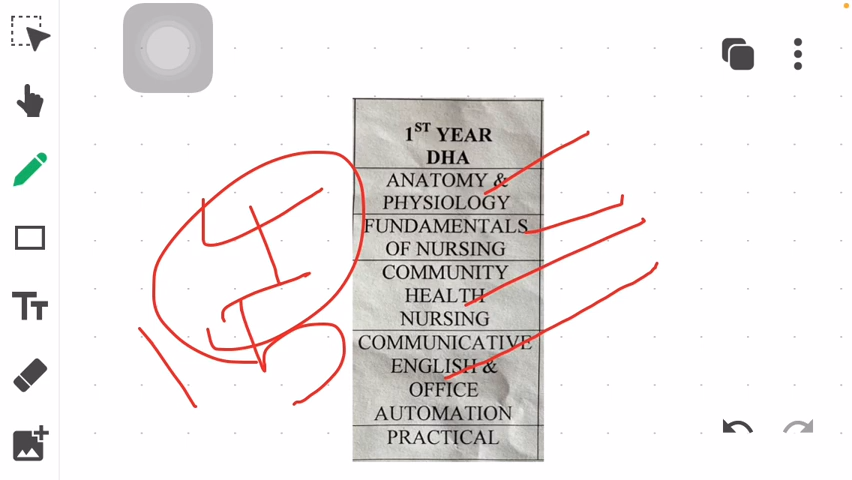 1ST YEAR
DHA
ANATOMY &
PHYSIOLOGY
FUNDAMENTALS
OF NURSING
COMMUNITY
HEALTH
NURSING
COMMUNICATIVE
ENGLISH &
OFFICE
AUTOMATION
PRACTICAL